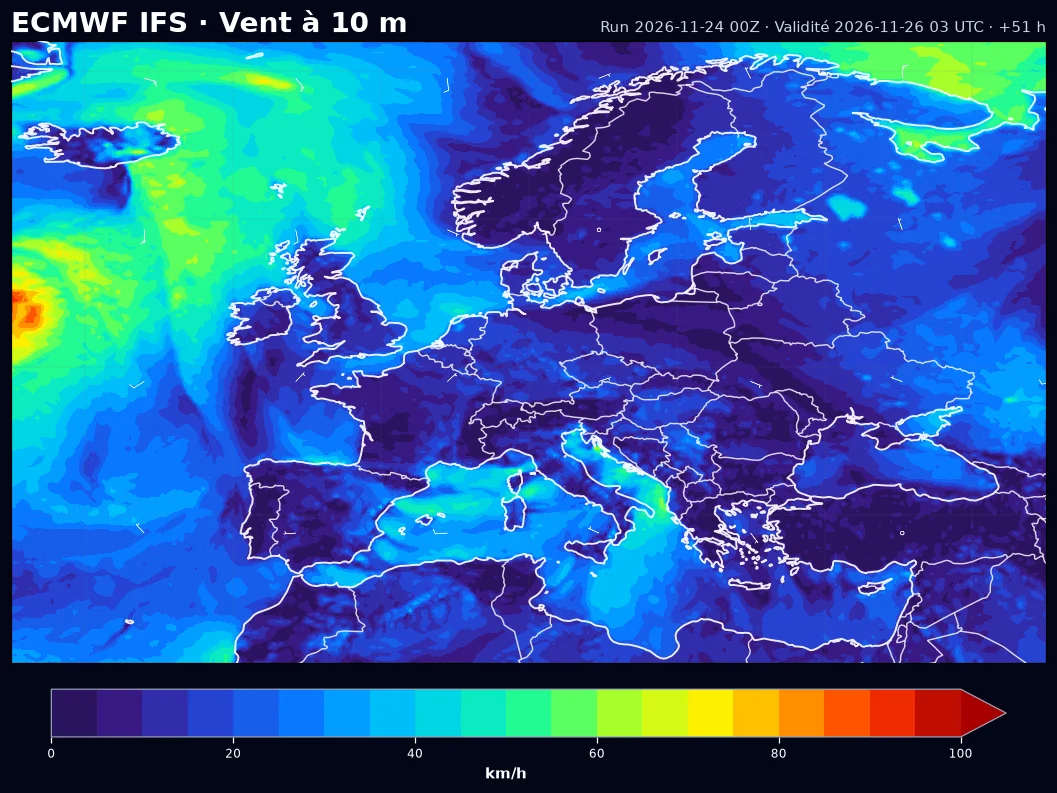 ECMWF IFS · Vent à 10 m
Run 2026-11-24 00Z · Validité 2026-11-26 03 UTC · +51 h
0 20 40 60 80 100
km/h